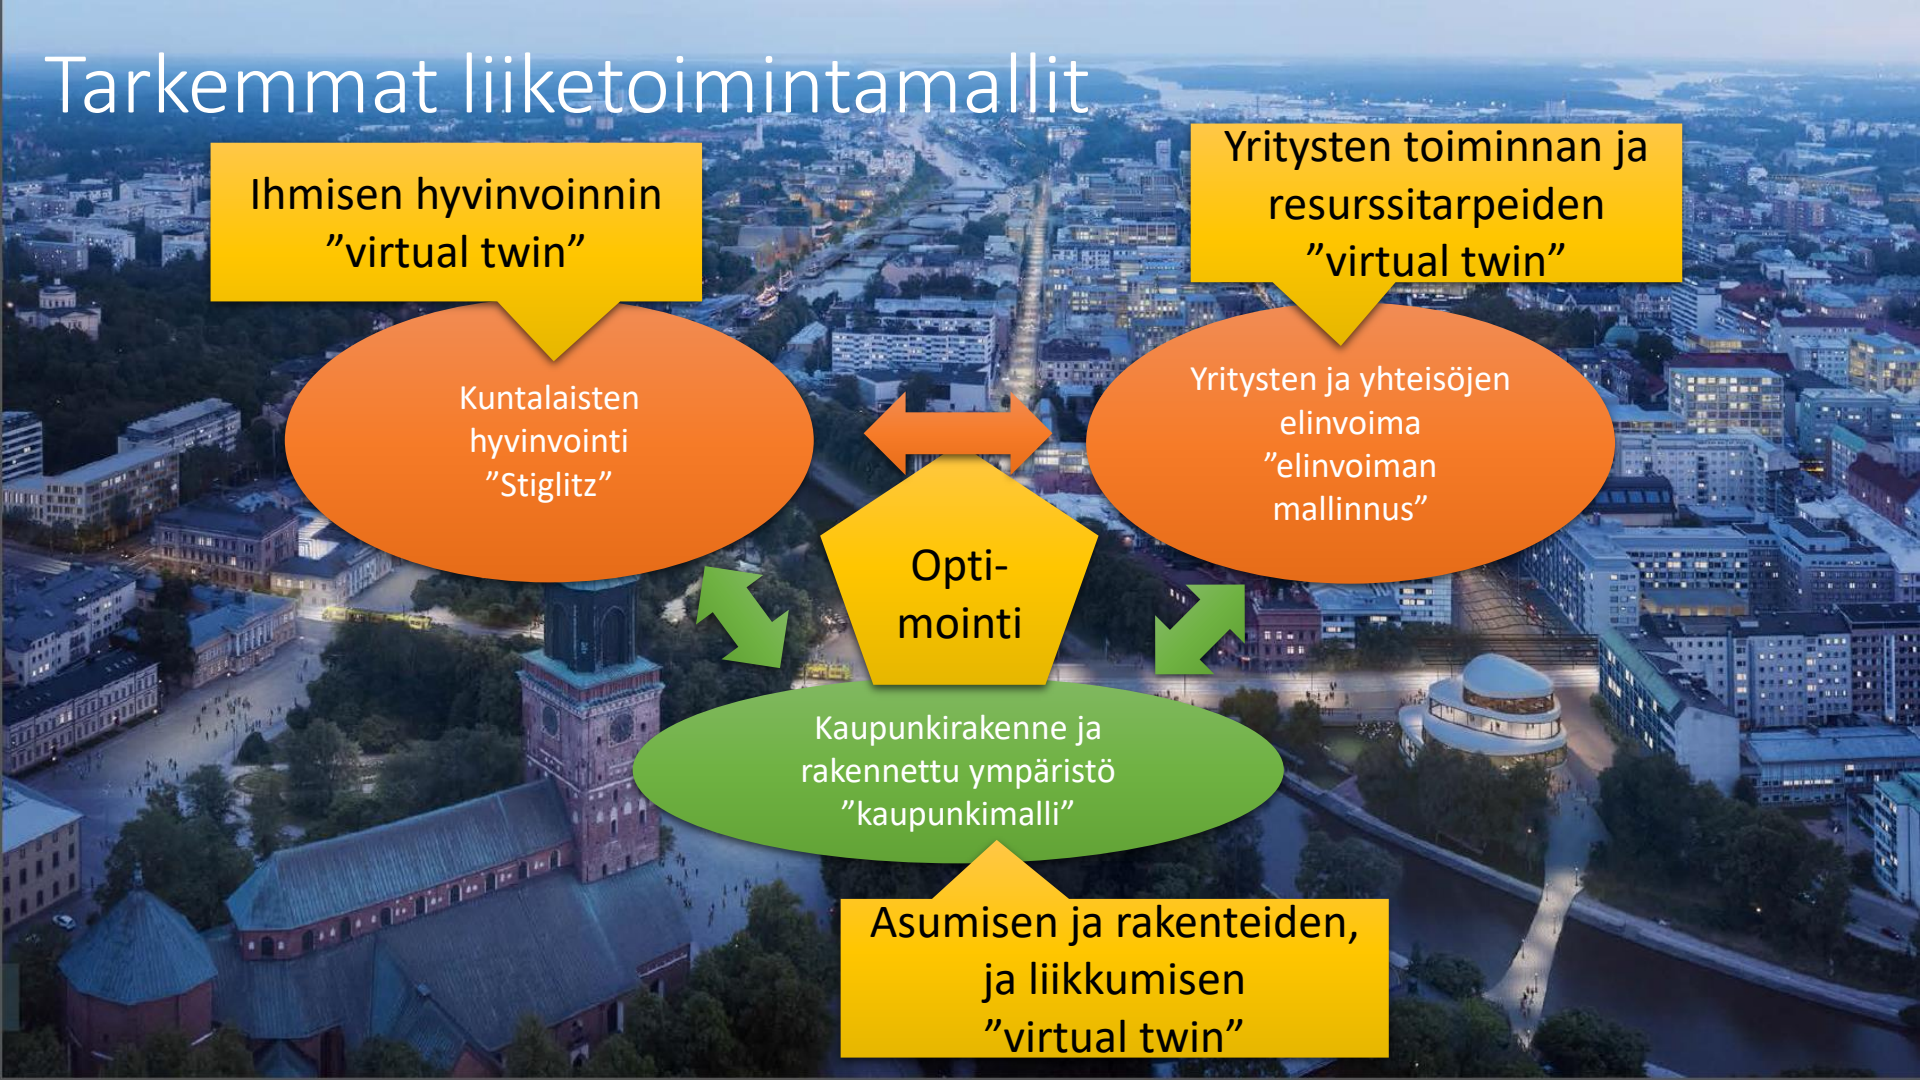 Tarkemmat liiketoimintamallit
Ihmisen hyvinvoinnin
”virtual twin”
Yritysten toiminnan ja
resurssitarpeiden
”virtual twin”
Kuntalaisten
hyvinvointi
”Stiglitz”
Yritysten ja yhteisöjen
elinvoima
”elinvoiman
mallinnus”
Opti-
mointi
Kaupunkirakenne ja
rakennettu ympäristö
”kaupunkimalli”
Asumisen ja rakenteiden,
ja liikkumisen
”virtual twin”